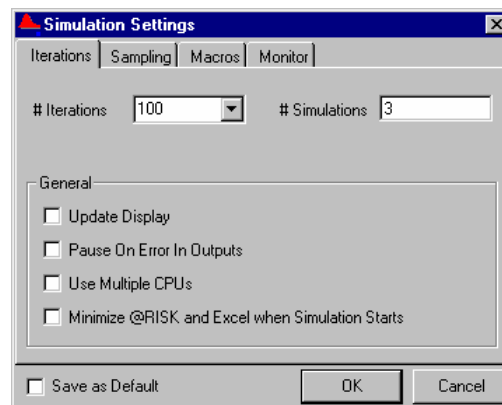 Simulation Settings
Iterations Sampling Macros Monitor
# Iterations 100 # Simulations 3
General
Update Display
Pause On Error In Outputs
Use Multiple CPUs
Minimize @RISK and Excel when Simulation Starts
Save as Default OK Cancel